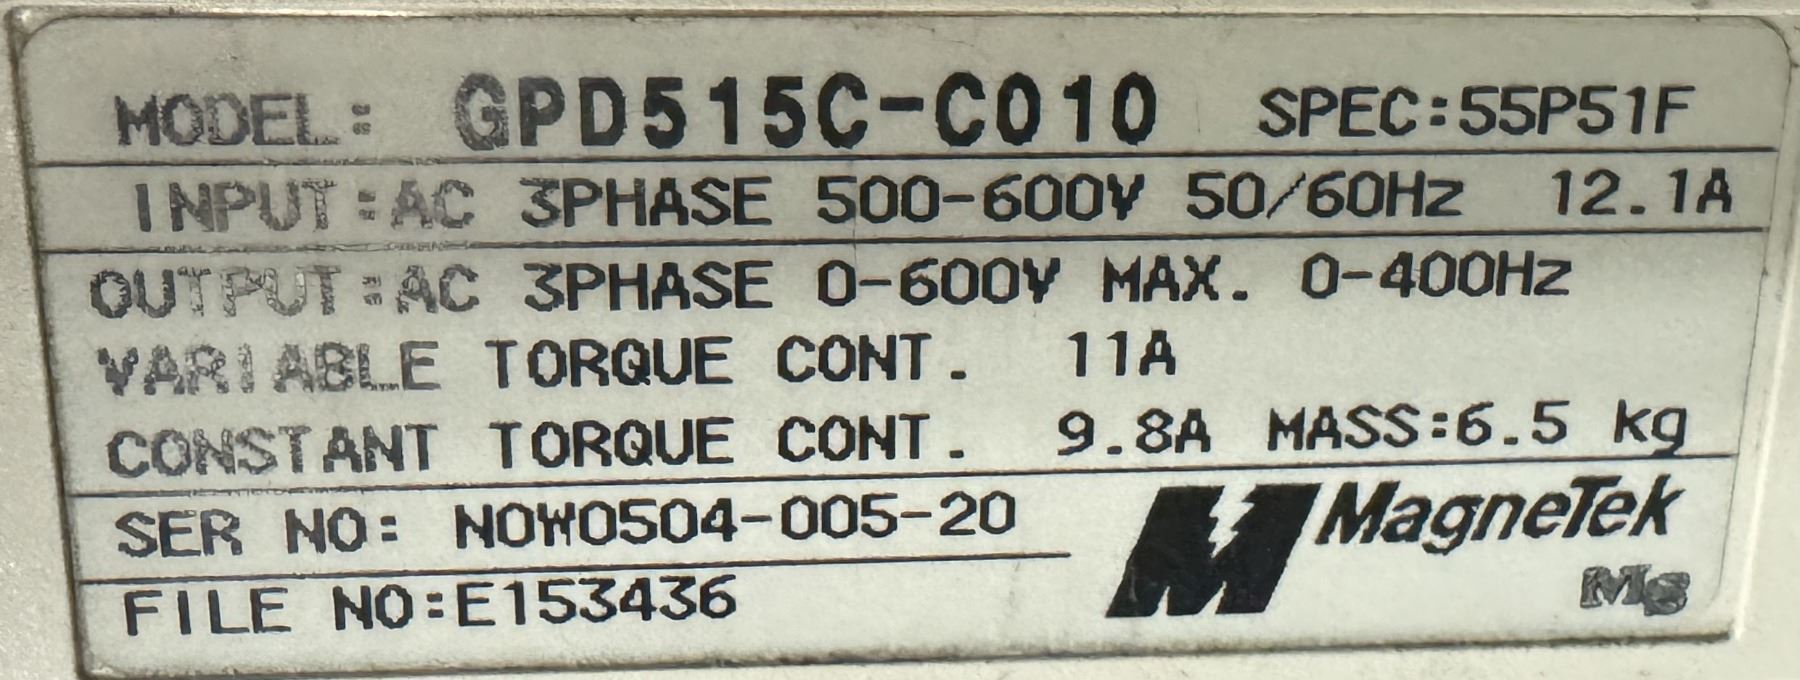 MODEL: GPD515C-C010 SPEC:55P51F
INPUT:AC 3PHASE 500-600V 50/60Hz 12.1A
OUTPUT:AC 3PHASE 0-600V MAX. 0-400Hz
VARIABLE TORQUE CONT. 11A
CONSTANT TORQUE CONT. 9.8A MASS:6.5 kg
SER NO: NOW0504-005-20
FILE NO:E153436
MagneTek